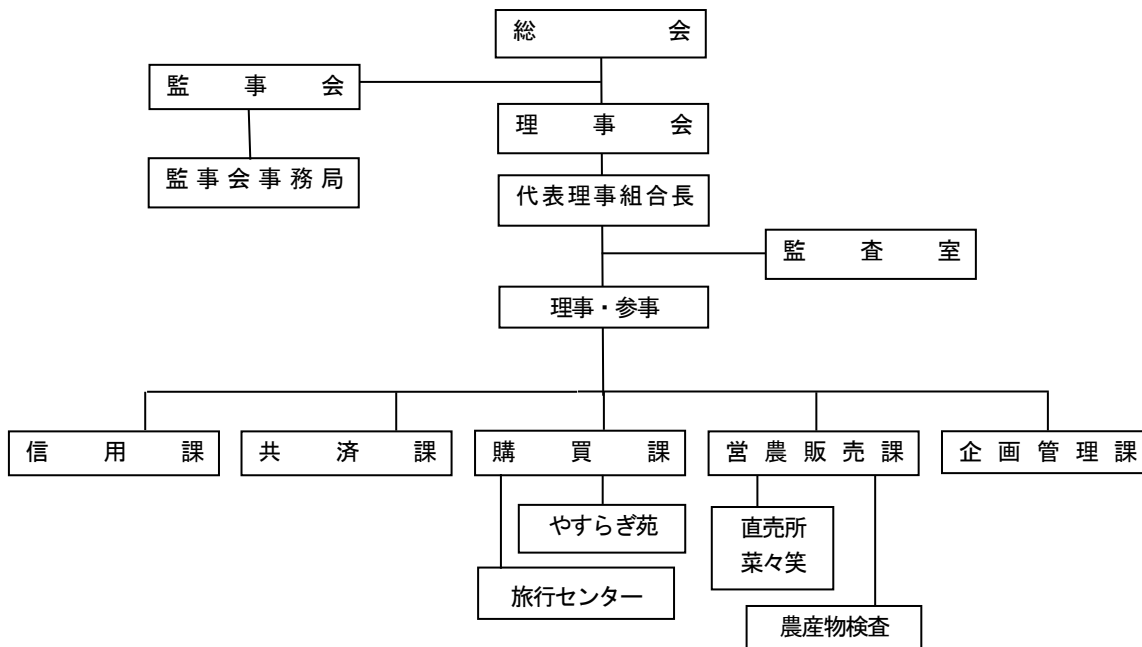 総会
監事会
理事会
監事会事務局
代表理事組合長
監査室
理事・参事
信用課
共済課
購買課
営農販売課
企画管理課
やすらぎ苑
直売所
菜々笑
旅行センター
農産物検査